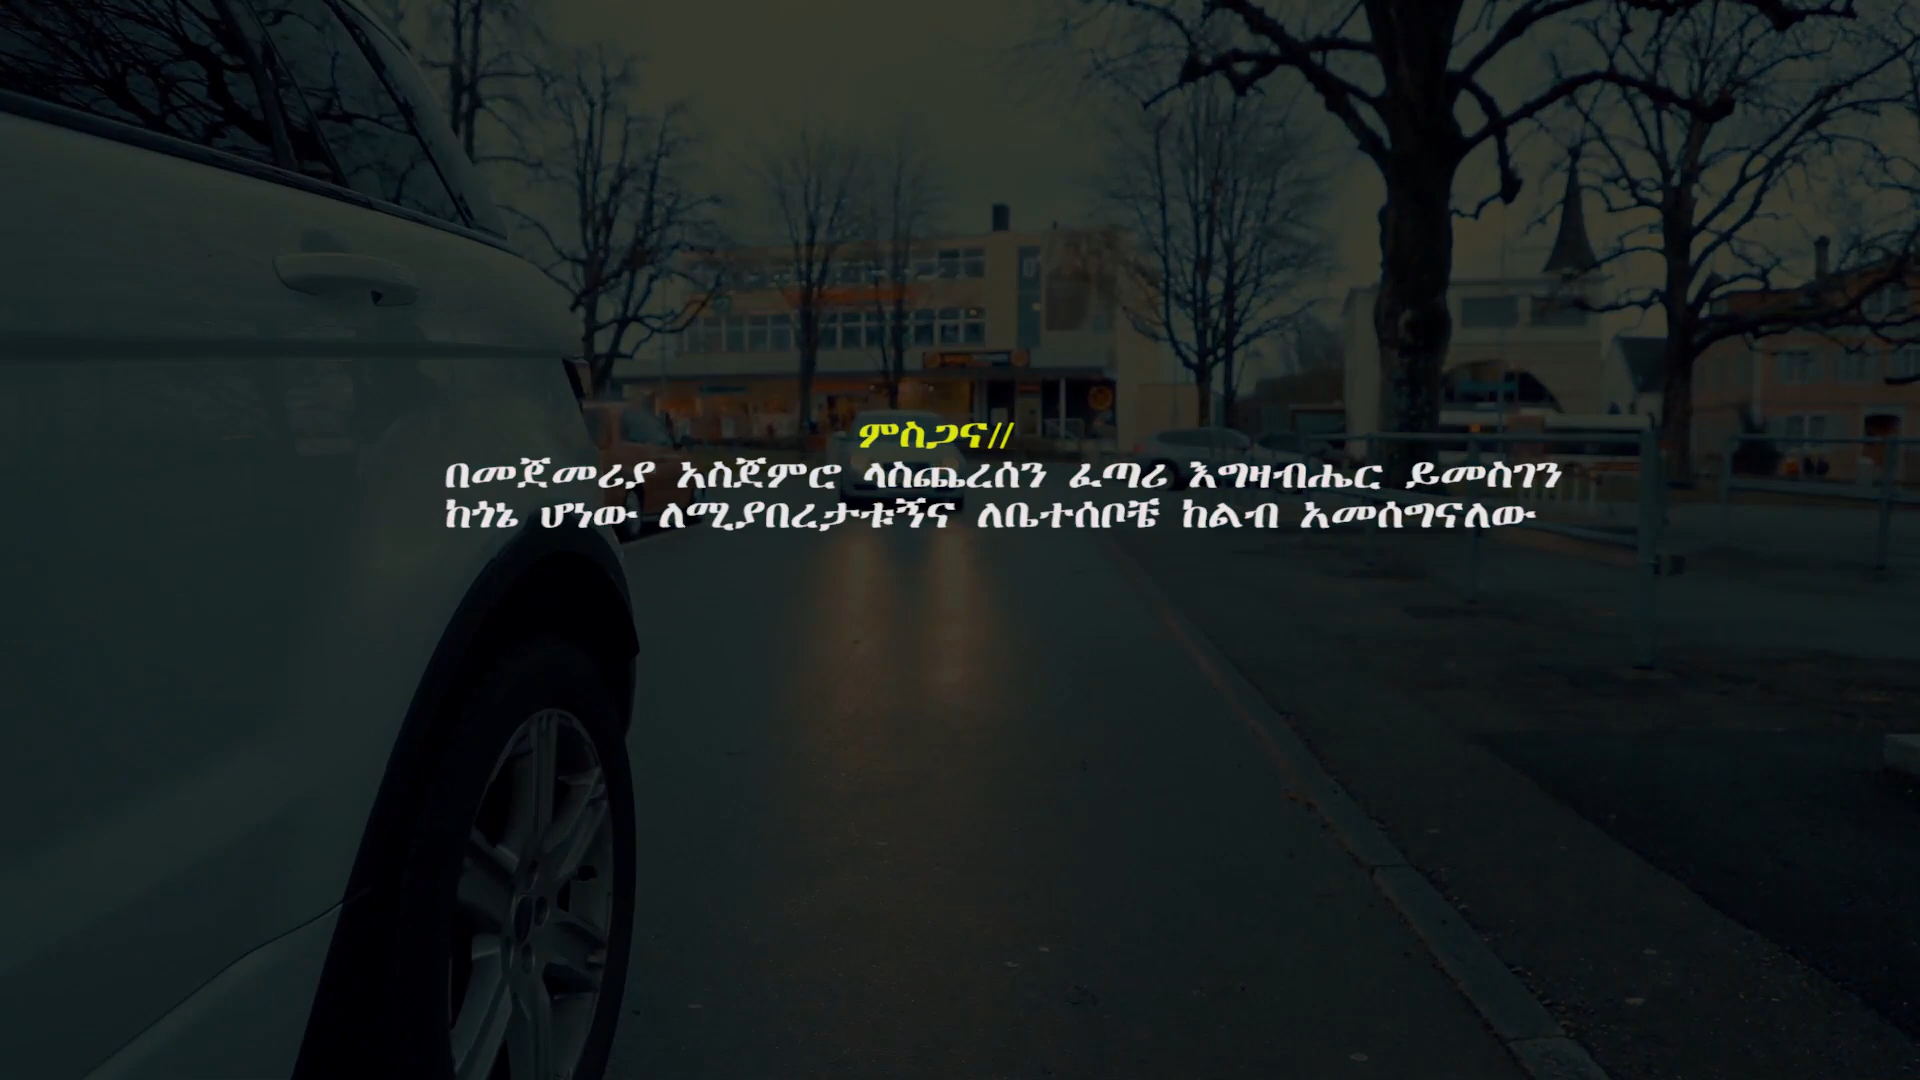 ምስጋና//
በመጀመሪያ አስጀምሮ ላስጨረሰን ፈጣሪ እግዛብሔር ይመስገን
ከጎኔ ሆነው ለሚያበረታቱኝና ለቤተሰቦቼ ከልብ አመሰግናለው